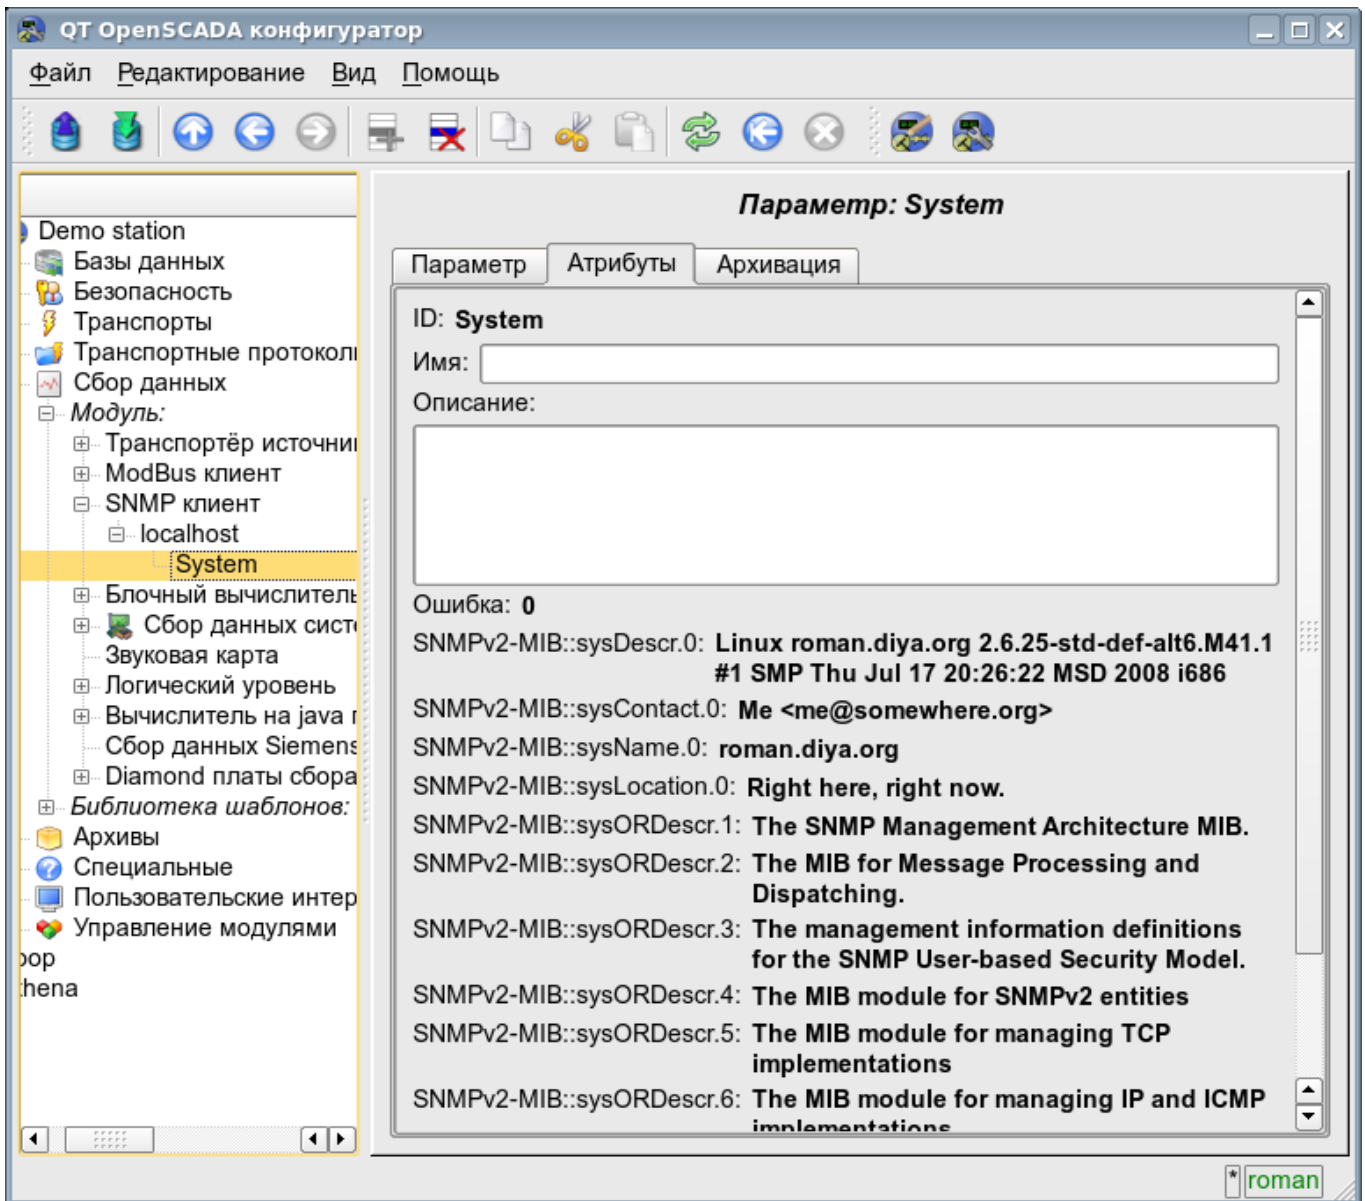 QT OpenSCADA конфигуратор
Файл Редактирование Вид Помощь
Demo station
Базы данных
Безопасность
Транспорты
Транспортные протокол
Сбор данных
Модуль:
Транспортёр источни
ModBus клиент
SNMP клиент
localhost
System
Блочный вычислитель
Сбор данных сист
Звуковая карта
Логический уровень
Вычислитель на java
Сбор данных Siemens
Diamond платы сбора
Библиотека шаблонов:
Архивы
Специальные
Пользовательские интер
Управление модулями
oop
hena
Параметр: System
Параметр Атрибуты Архивация
ID: System
Имя:
Описание:
Ошибка: 0
SNMPv2-MIB::sysDescr.0: Linux roman.diya.org 2.6.25-std-def-alt6.M41.1
#1 SMP Thu Jul 17 20:26:22 MSD 2008 i686
SNMPv2-MIB::sysContact.0: Me <me@somewhere.org>
SNMPv2-MIB::sysName.0: roman.diya.org
SNMPv2-MIB::sysLocation.0: Right here, right now.
SNMPv2-MIB::sysORDescr.1: The SNMP Management Architecture MIB.
SNMPv2-MIB::sysORDescr.2: The MIB for Message Processing and
Dispatching.
SNMPv2-MIB::sysORDescr.3: The management information definitions
for the SNMP User-based Security Model.
SNMPv2-MIB::sysORDescr.4: The MIB module for SNMPv2 entities
SNMPv2-MIB::sysORDescr.5: The MIB module for managing TCP
implementations
SNMPv2-MIB::sysORDescr.6: The MIB module for managing IP and ICMP
implementations
* roman